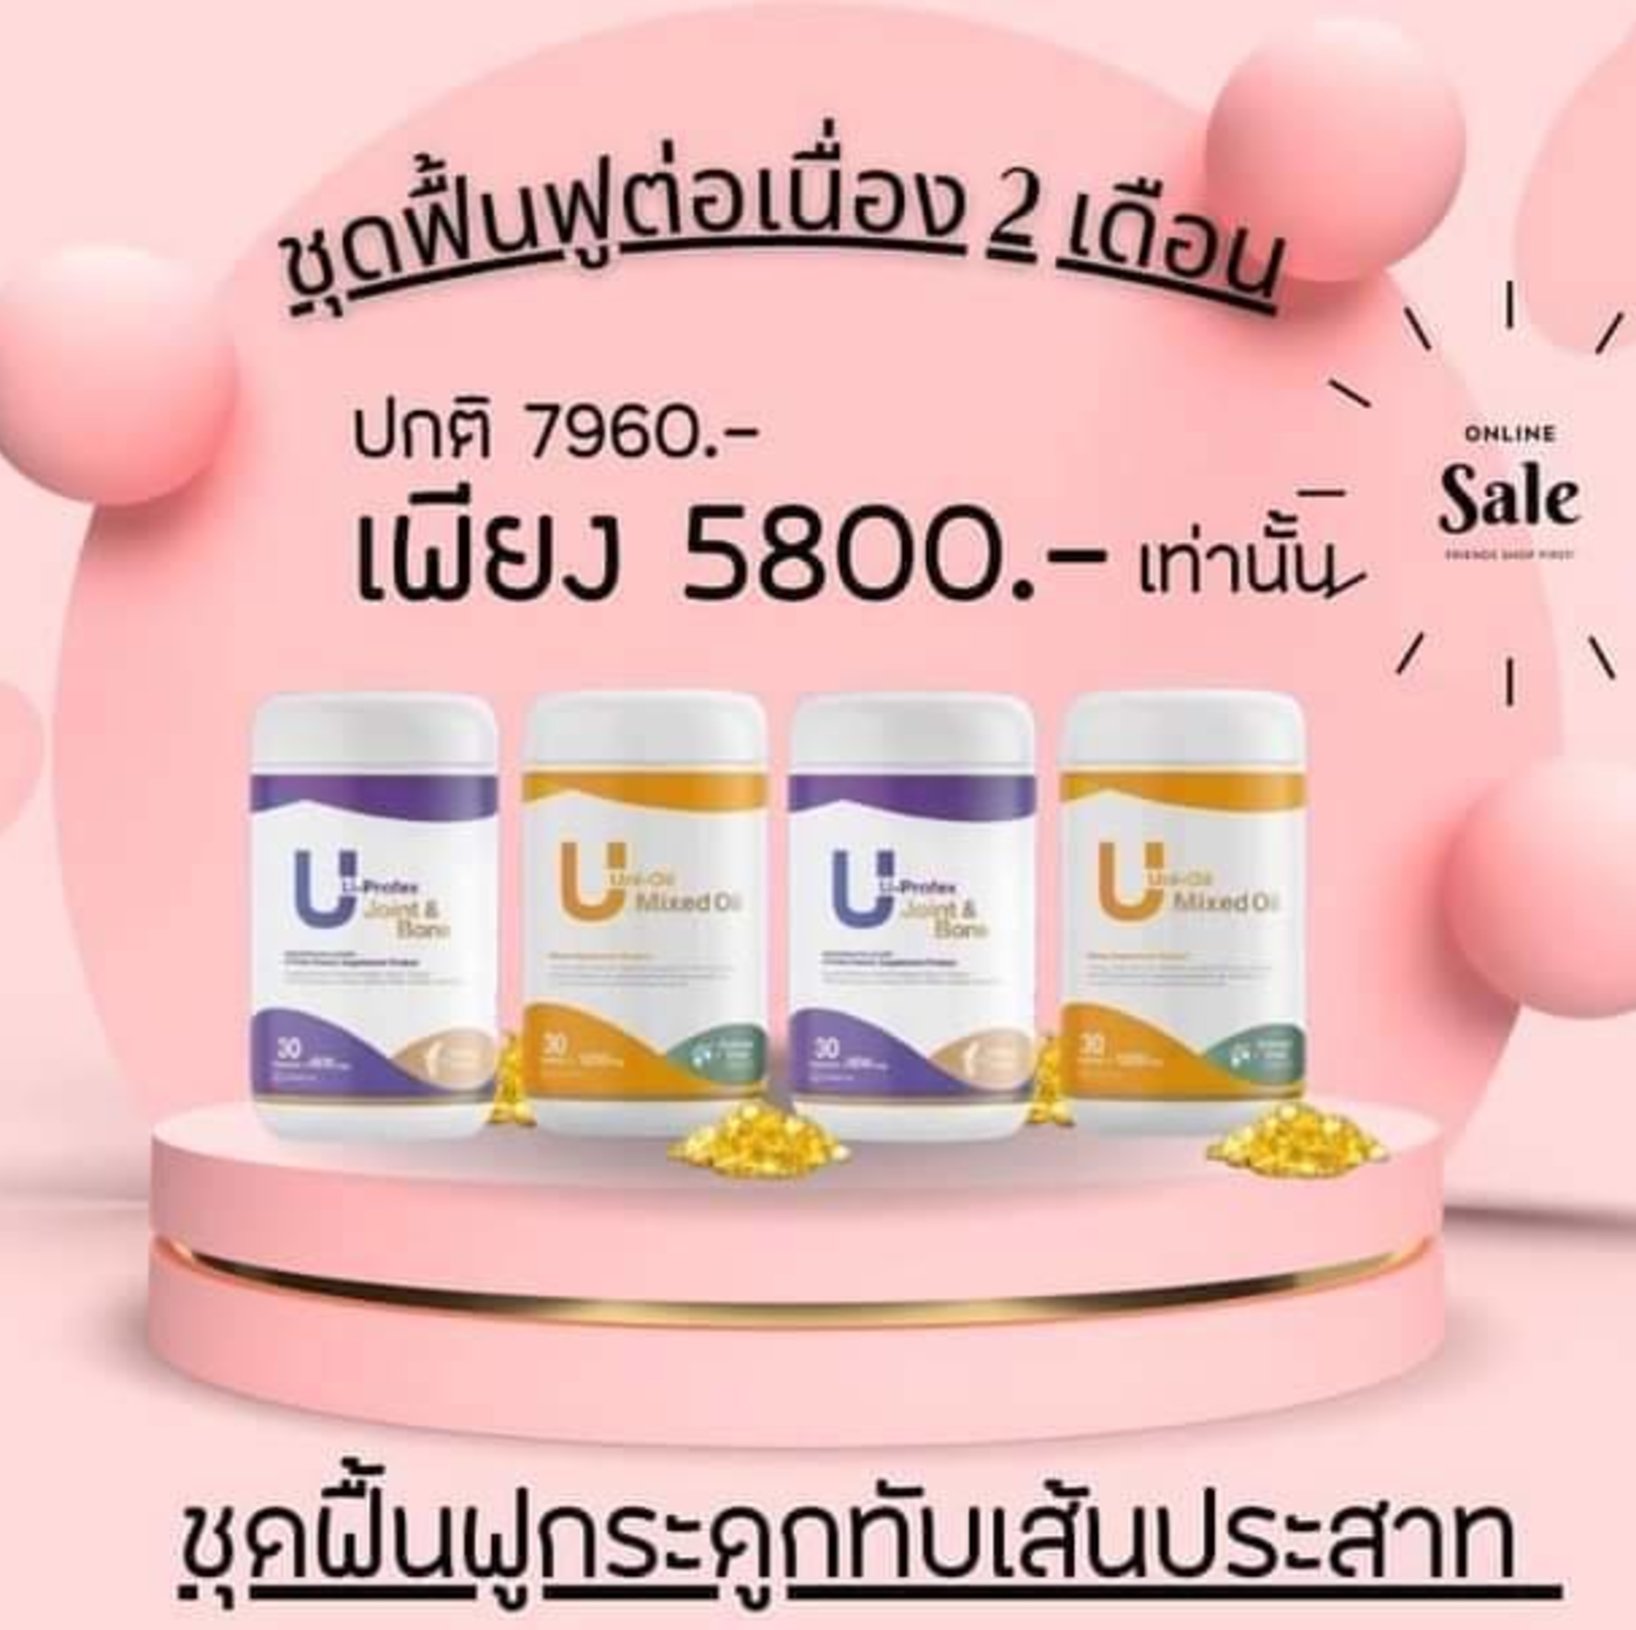 ชุดฟื้นฟูต่อเนื่อง 2 เดือน
ปกติ 7960.-
เพียง 5800.- เท่านั้น
ONLINE
Sale
FRIENDS SHOP FIRST!
U
U-Profex
Joint &
Bone
30
U
Uni-Oil
Mixed Oil
30
U
U-Profex
Joint &
Bone
30
U
Uni-Oil
Mixed Oil
30
ชุดฟื้นฟูกระดูกทับเส้นประสาท